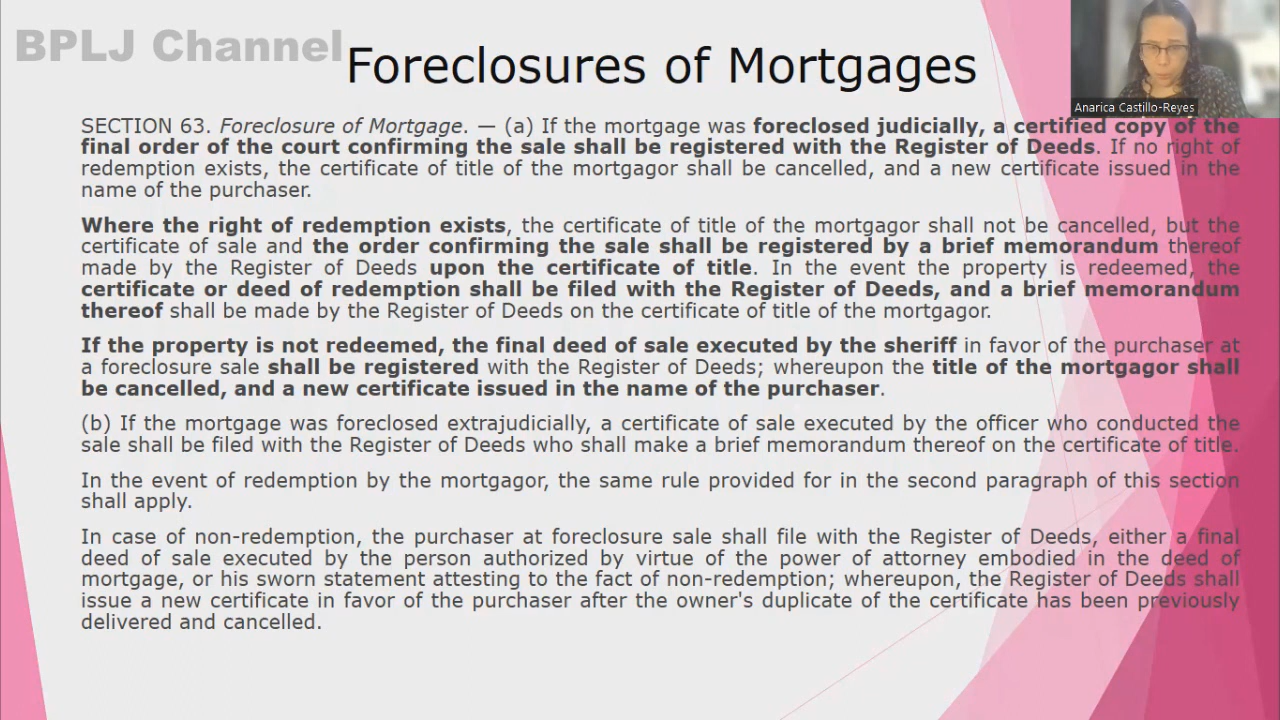 BPLJ Channel
Foreclosures of Mortgages
Anarica Castillo-Reyes
SECTION 63. Foreclosure of Mortgage. — (a) If the mortgage was foreclosed judicially, a certified copy of the
final order of the court confirming the sale shall be registered with the Register of Deeds. If no right of
redemption exists, the certificate of title of the mortgagor shall be cancelled, and a new certificate issued in the
name of the purchaser.
Where the right of redemption exists, the certificate of title of the mortgagor shall not be cancelled, but the
certificate of sale and the order confirming the sale shall be registered by a brief memorandum thereof
made by the Register of Deeds upon the certificate of title. In the event the property is redeemed, the
certificate or deed of redemption shall be filed with the Register of Deeds, and a brief memorandum
thereof shall be made by the Register of Deeds on the certificate of title of the mortgagor.
If the property is not redeemed, the final deed of sale executed by the sheriff in favor of the purchaser at
a foreclosure sale shall be registered with the Register of Deeds; whereupon the title of the mortgagor shall
be cancelled, and a new certificate issued in the name of the purchaser.
(b) If the mortgage was foreclosed extrajudicially, a certificate of sale executed by the officer who conducted the
sale shall be filed with the Register of Deeds who shall make a brief memorandum thereof on the certificate of title.
In the event of redemption by the mortgagor, the same rule provided for in the second paragraph of this section
shall apply.
In case of non-redemption, the purchaser at foreclosure sale shall file with the Register of Deeds, either a final
deed of sale executed by the person authorized by virtue of the power of attorney embodied in the deed of
mortgage, or his sworn statement attesting to the fact of non-redemption; whereupon, the Register of Deeds shall
issue a new certificate in favor of the purchaser after the owner's duplicate of the certificate has been previously
delivered and cancelled.